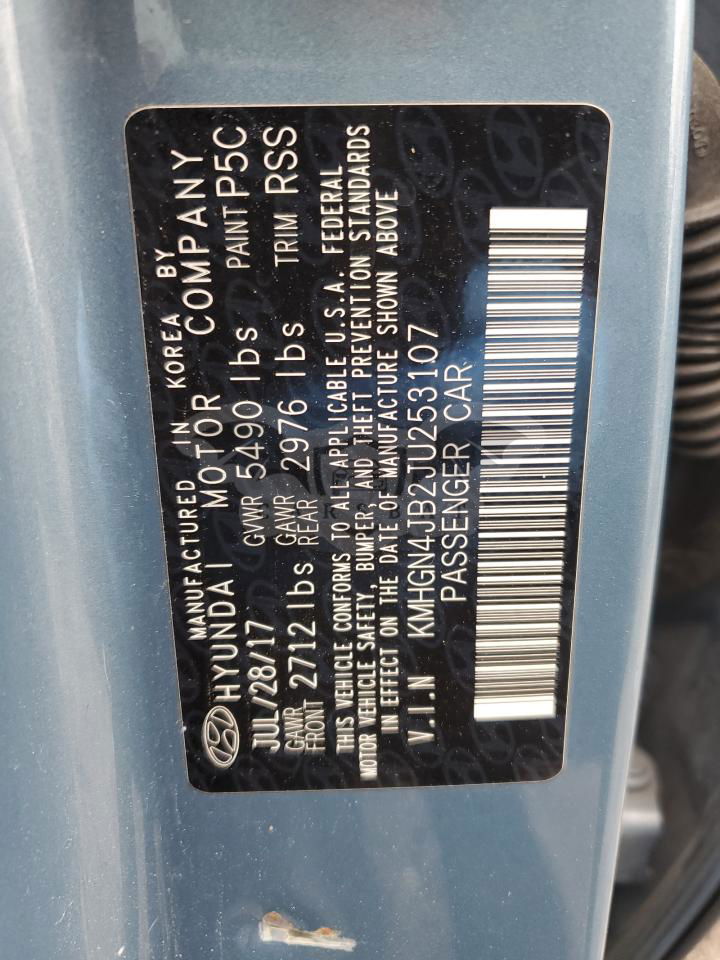 MANUFACTURED IN KOREA BY
HYUNDAI MOTOR COMPANY
JUL/28/17 GVWR 5490 lbs PAINT P5C
GAWR FRONT 2712 lbs GAWR REAR 2976 lbs TRIM RSS
THIS VEHICLE CONFORMS TO ALL APPLICABLE U.S.A. FEDERAL
MOTOR VEHICLE SAFETY, BUMPER, AND THEFT PREVENTION STANDARDS
IN EFFECT ON THE DATE OF MANUFACTURE SHOWN ABOVE
V.I.N KMHGN4JB2JU253107
PASSENGER CAR